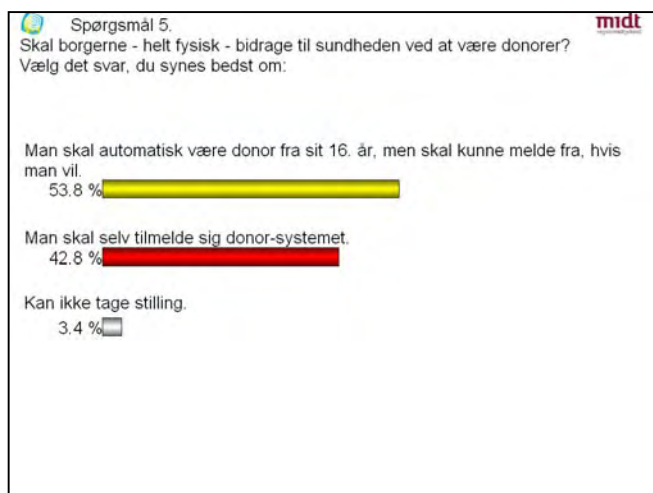 Spørgsmål 5.
midt
Skal borgerne - helt fysisk - bidrage til sundheden ved at være donorer?
Vælg det svar, du synes bedst om:
Man skal automatisk være donor fra sit 16. år, men skal kunne melde fra, hvis
man vil.
53.8 %
Man skal selv tilmelde sig donor-systemet.
42.8 %
Kan ikke tage stilling.
3.4 %